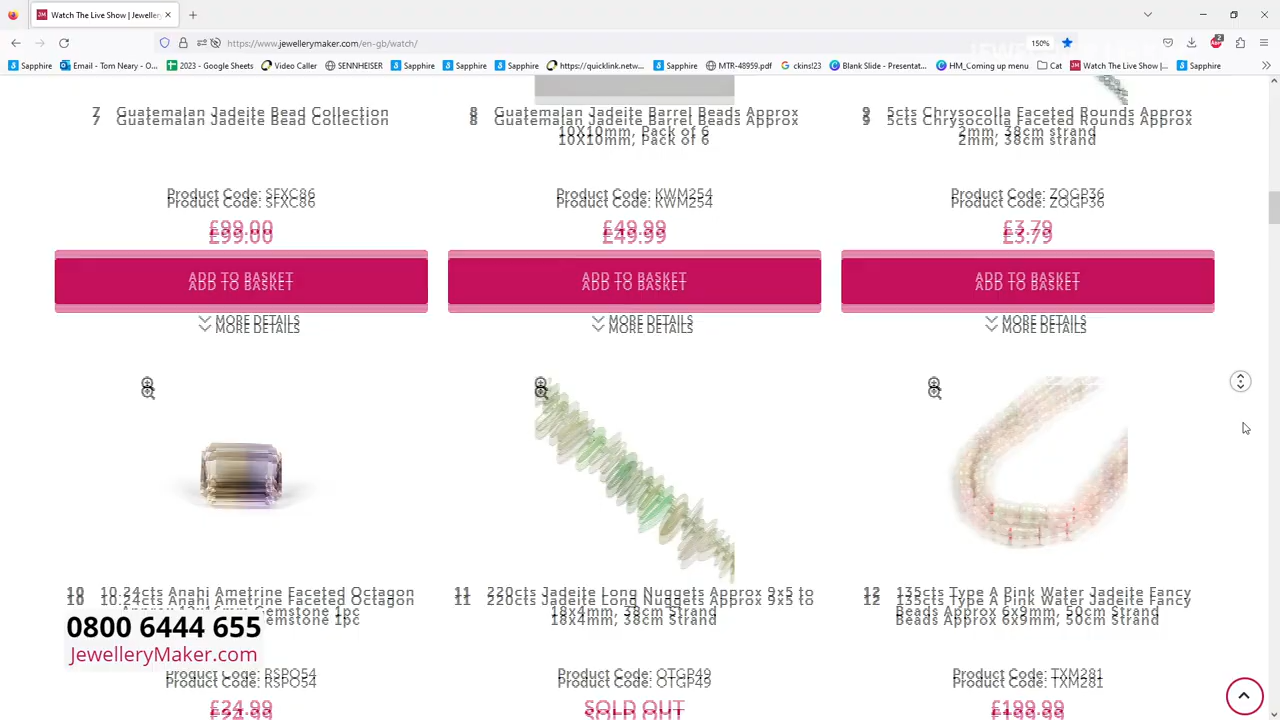 Watch The Live Show | Jeweller
https://www.jewellerymaker.com/en-gb/watch/
150%
2
Sapphire
Email - Tom Neary - O...
2023 - Google Sheets
Video Caller
SENNHEISER
Sapphire
Sapphire
Sapphire
https://quicklink.netw...
Sapphire
MTR-48959.pdf
ckins123
Blank Slide - Presentat...
HM_Coming up menu
Cat
Watch The Live Show |...
Sapphire
7 Guatemalan Jadeite Bead Collection
8 Guatemalan Jadeite Barrel Beads Approx
10X10mm, Pack of 6
9 5cts Chrysocolla Faceted Rounds Approx
2mm, 38cm strand
Product Code: SFXC86
Product Code: KWM254
Product Code: ZQGP36
£99.00
£49.99
£3.79
ADD TO BASKET
ADD TO BASKET
ADD TO BASKET
MORE DETAILS
MORE DETAILS
MORE DETAILS
10 10.24cts Anahi Ametrine Faceted Octagon
Gemstone 1pc
11 220cts Jadeite Long Nuggets Approx 9x5 to
18x4mm, 38cm Strand
12 135cts Type A Pink Water Jadeite Fancy
Beads Approx 6x9mm, 50cm Strand
0800 6444 655
JewelleryMaker.com
Product Code: RSPO54
Product Code: OTGP49
Product Code: TXM281
£24.99
SOLD OUT
£199.99